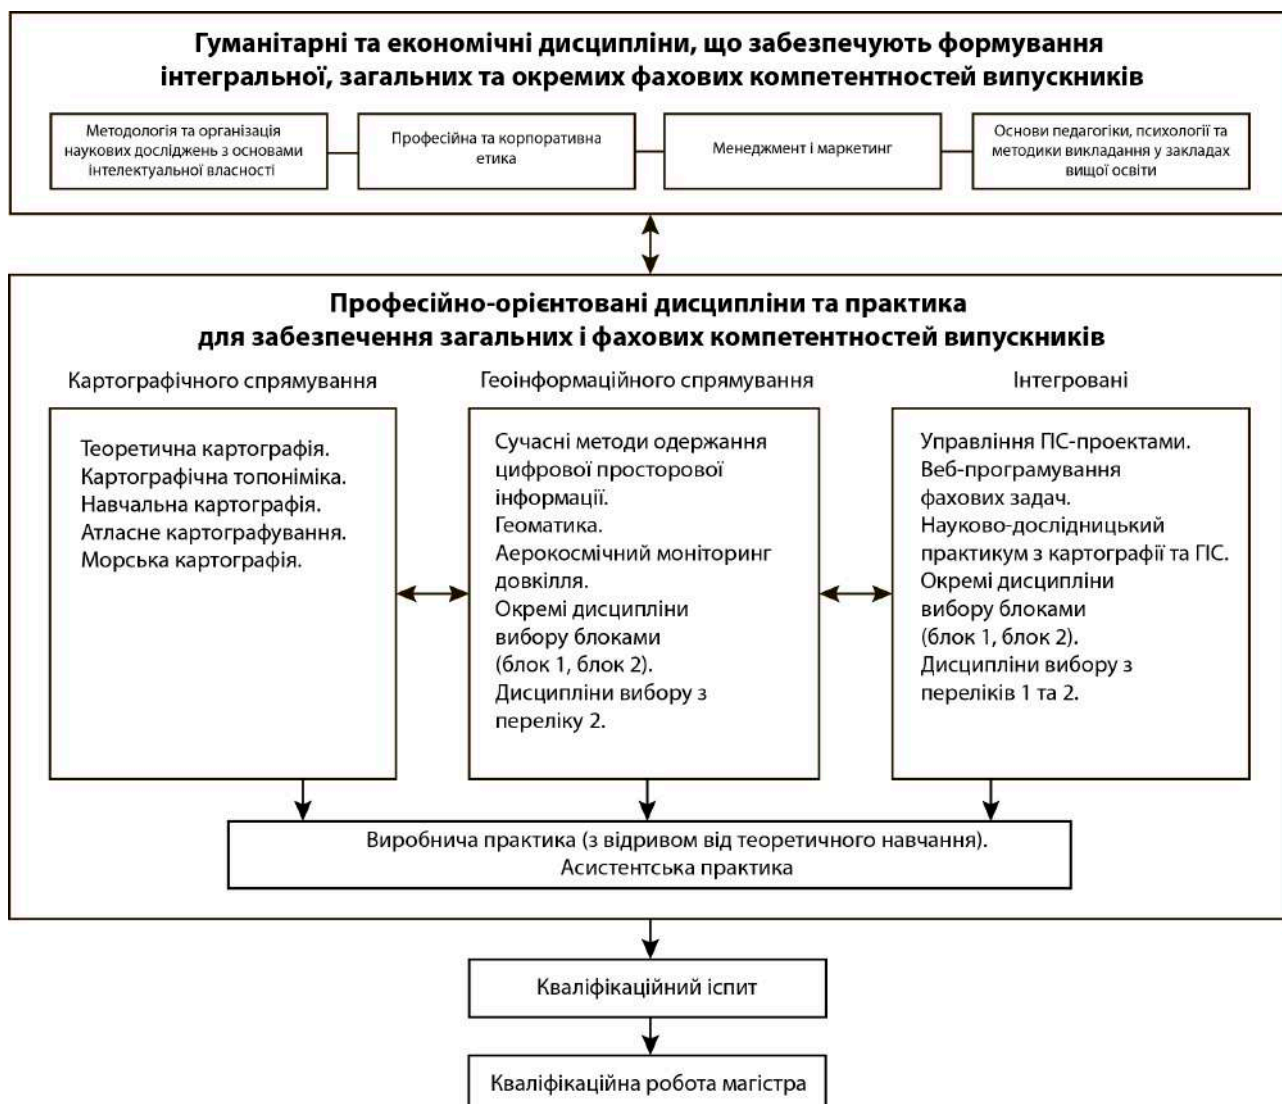 Гуманітарні та економічні дисципліни, що забезпечують формування
інтегральної, загальних та окремих фахових компетентностей випускників
Методологія та організація
наукових досліджень з основами
інтелектуальної власності
Професійна та корпоративна
етика
Менеджмент і маркетинг
Основи педагогіки, психології та
методики викладання у закладах
вищої освіти
Професійно-орієнтовані дисципліни та практика
для забезпечення загальних і фахових компетентностей випускників
Картографічного спрямування
Теоретична картографія.
Картографічна топоніміка.
Навчальна картографія.
Атласне картографування.
Морська картографія.
Геоінформаційного спрямування
Сучасні методи одержання
цифрової просторової
інформації.
Геоматика.
Аерокосмічний моніторинг
довкілля.
Окремі дисципліни
вибору блоками
(блок 1, блок 2).
Дисципліни вибору з
переліку 2.
Інтегровані
Управління ГІС-проектами.
Веб-програмування
фахових задач.
Науково-дослідницький
практикум з картографії та ГІС.
Окремі дисципліни
вибору блоками
(блок 1, блок 2).
Дисципліни вибору з
переліків 1 та 2.
Виробнича практика (з відривом від теоретичного навчання).
Асистентська практика
Кваліфікаційний іспит
Кваліфікаційна робота магістра